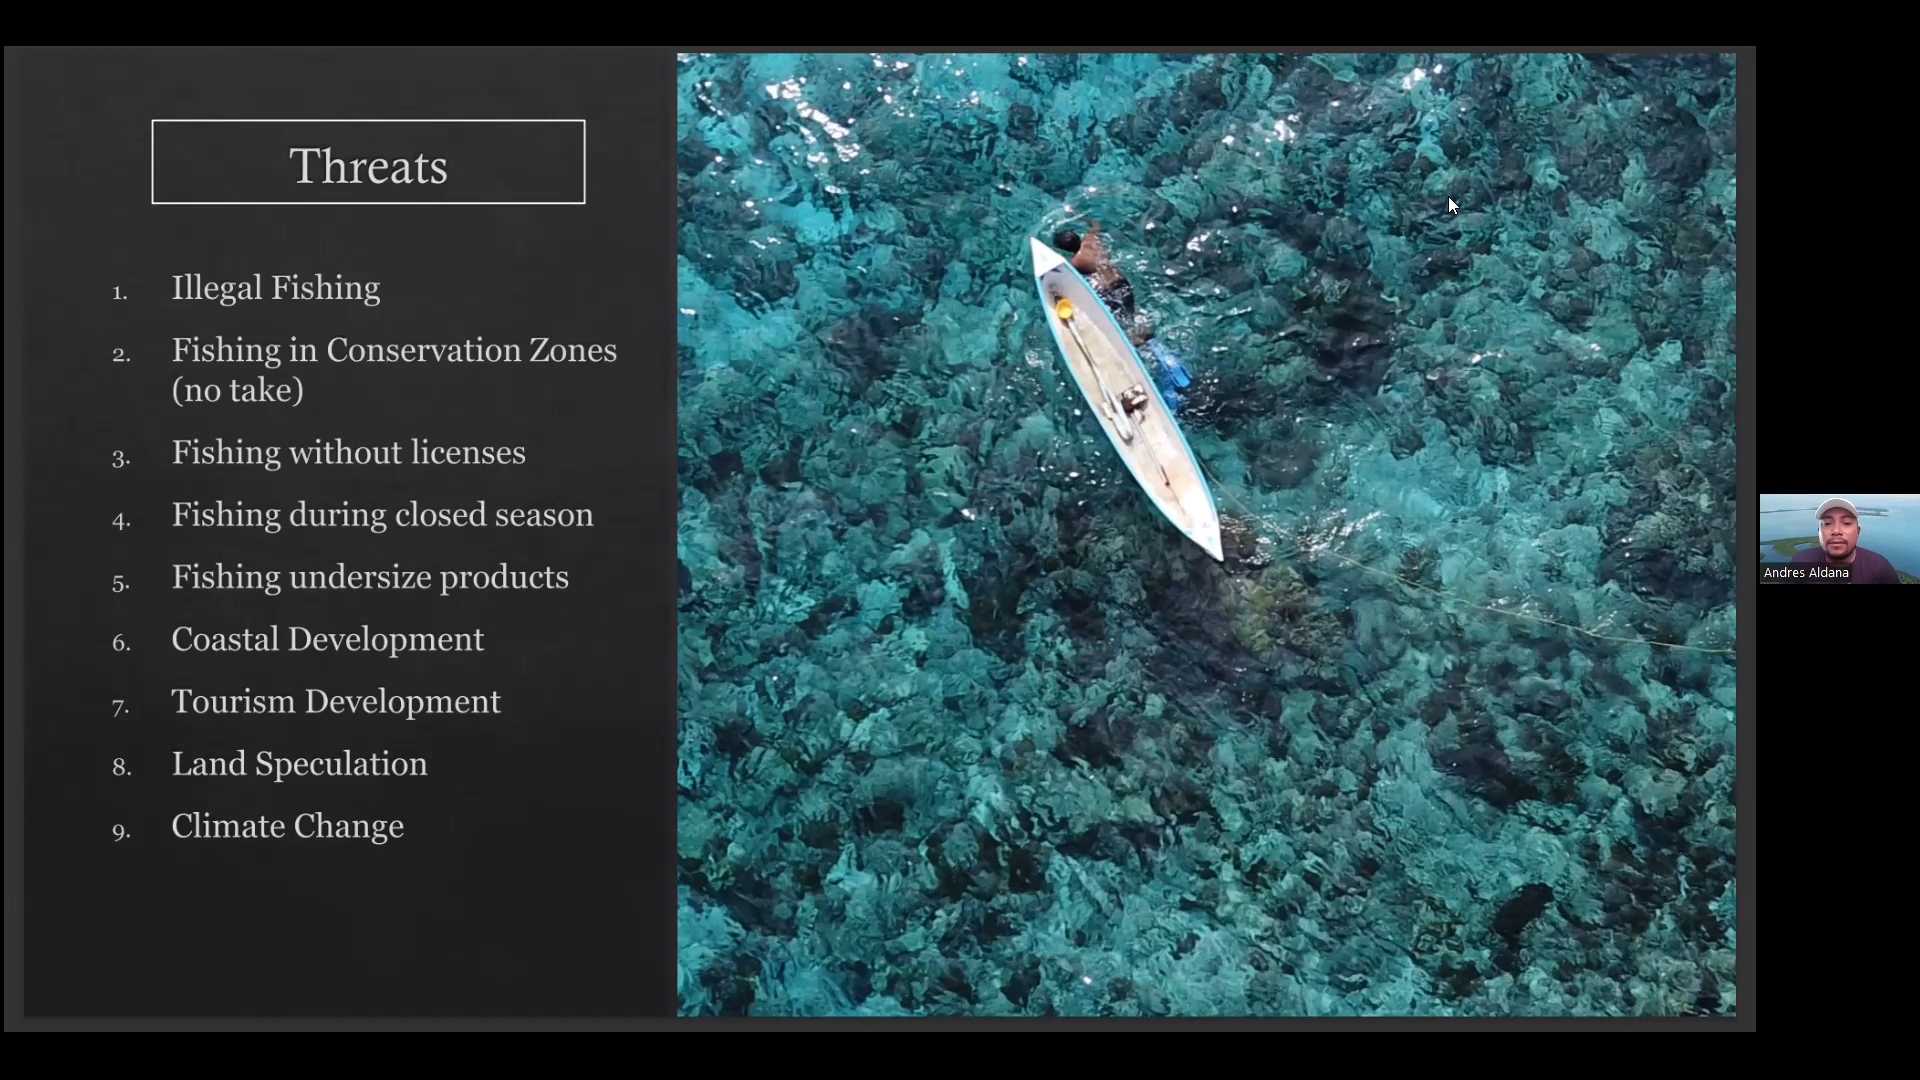 Threats
1. Illegal Fishing
2. Fishing in Conservation Zones
(no take)
3. Fishing without licenses
4. Fishing during closed season
5. Fishing undersize products
6. Coastal Development
7. Tourism Development
8. Land Speculation
9. Climate Change
Andres Aldana